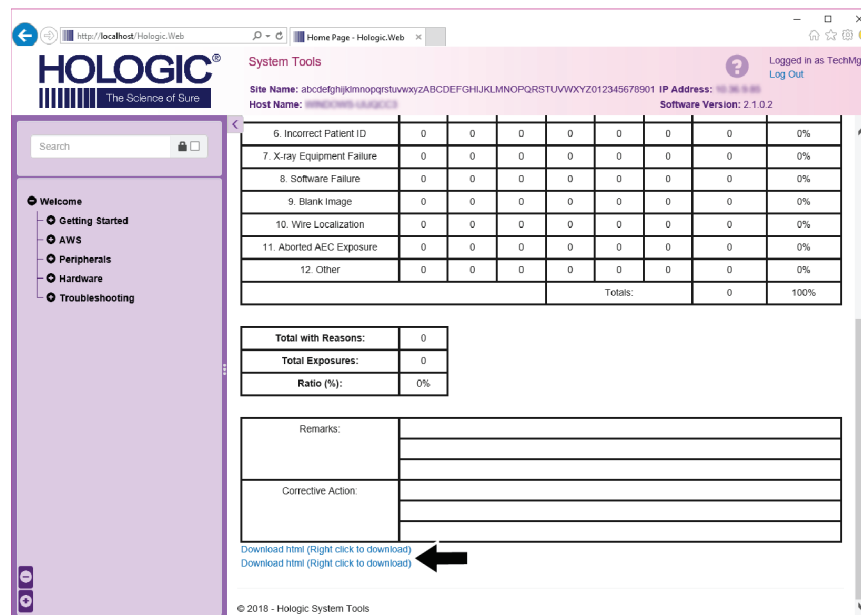 http://localhost/Hologic.Web
Home Page - Hologic.Web
HOLOGIC®
The Science of Sure
System Tools
Logged in as TechMg
Log Out
Site Name: abcdefghijklmnopqrstuvwxyzABCDEFGHIJKLMNOPQRSTUVWXYZ012345678901 IP Address:
Host Name:
Software Version: 2.1.0.2
Search
Welcome
Getting Started
AWS
Peripherals
Hardware
Troubleshooting
6. Incorrect Patient ID 0 0 0 0 0 0 0 0%
7. X-ray Equipment Failure 0 0 0 0 0 0 0 0%
8. Software Failure 0 0 0 0 0 0 0 0%
9. Blank Image 0 0 0 0 0 0 0 0%
10. Wire Localization 0 0 0 0 0 0 0 0%
11. Aborted AEC Exposure 0 0 0 0 0 0 0 0%
12. Other 0 0 0 0 0 0 0 0%
Totals: 0 100%
Total with Reasons: 0
Total Exposures: 0
Ratio (%): 0%
Remarks:
Corrective Action:
Download html (Right click to download)
Download html (Right click to download)
© 2018 - Hologic System Tools